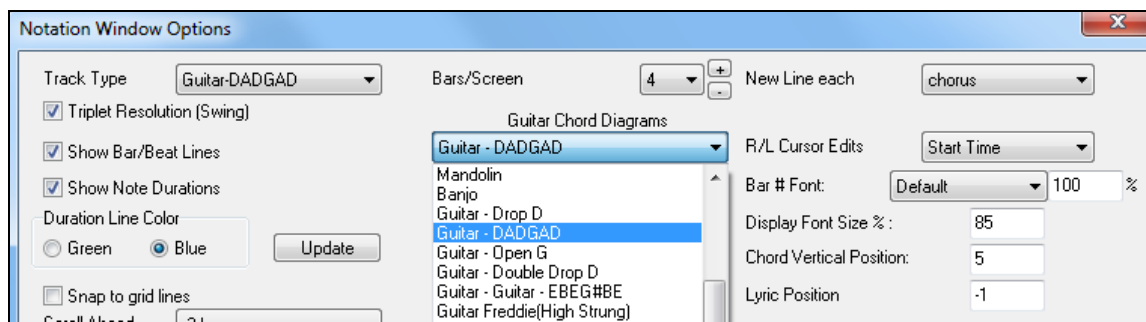 Notation Window Options
Track Type Guitar-DADGAD Bars/Screen 4 + - New Line each chorus
Triplet Resolution (Swing)
Guitar Chord Diagrams
Show Bar/Beat Lines Guitar - DADGAD R/L Cursor Edits Start Time
Mandolin
Show Note Durations Banjo Bar # Font: Default 100 %
Guitar - Drop D
Duration Line Color Guitar - DADGAD Display Font Size % : 85
Green Blue Update Guitar - Open G Chord Vertical Position: 5
Guitar - Double Drop D
Snap to grid lines Guitar - Guitar - EBEG#BE Lyric Position -1
Guitar Freddie(High Strung)